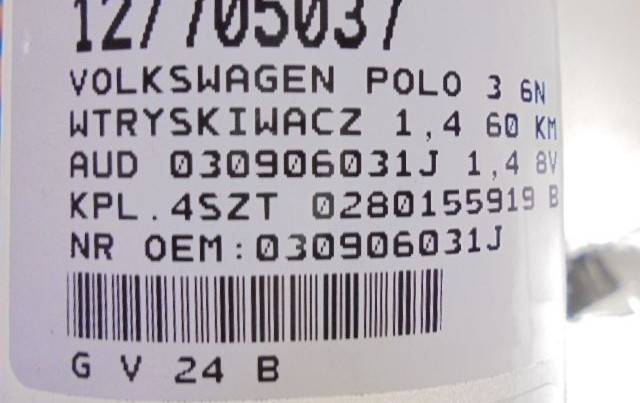 127705037
VOLKSWAGEN POLO 3 6N
WTRYSKIWACZ 1,4 60 KM
AUD 030906031J 1,4 8V
KPL.4SZT 0280155919 B
NR OEM:030906031J
G V 24 B